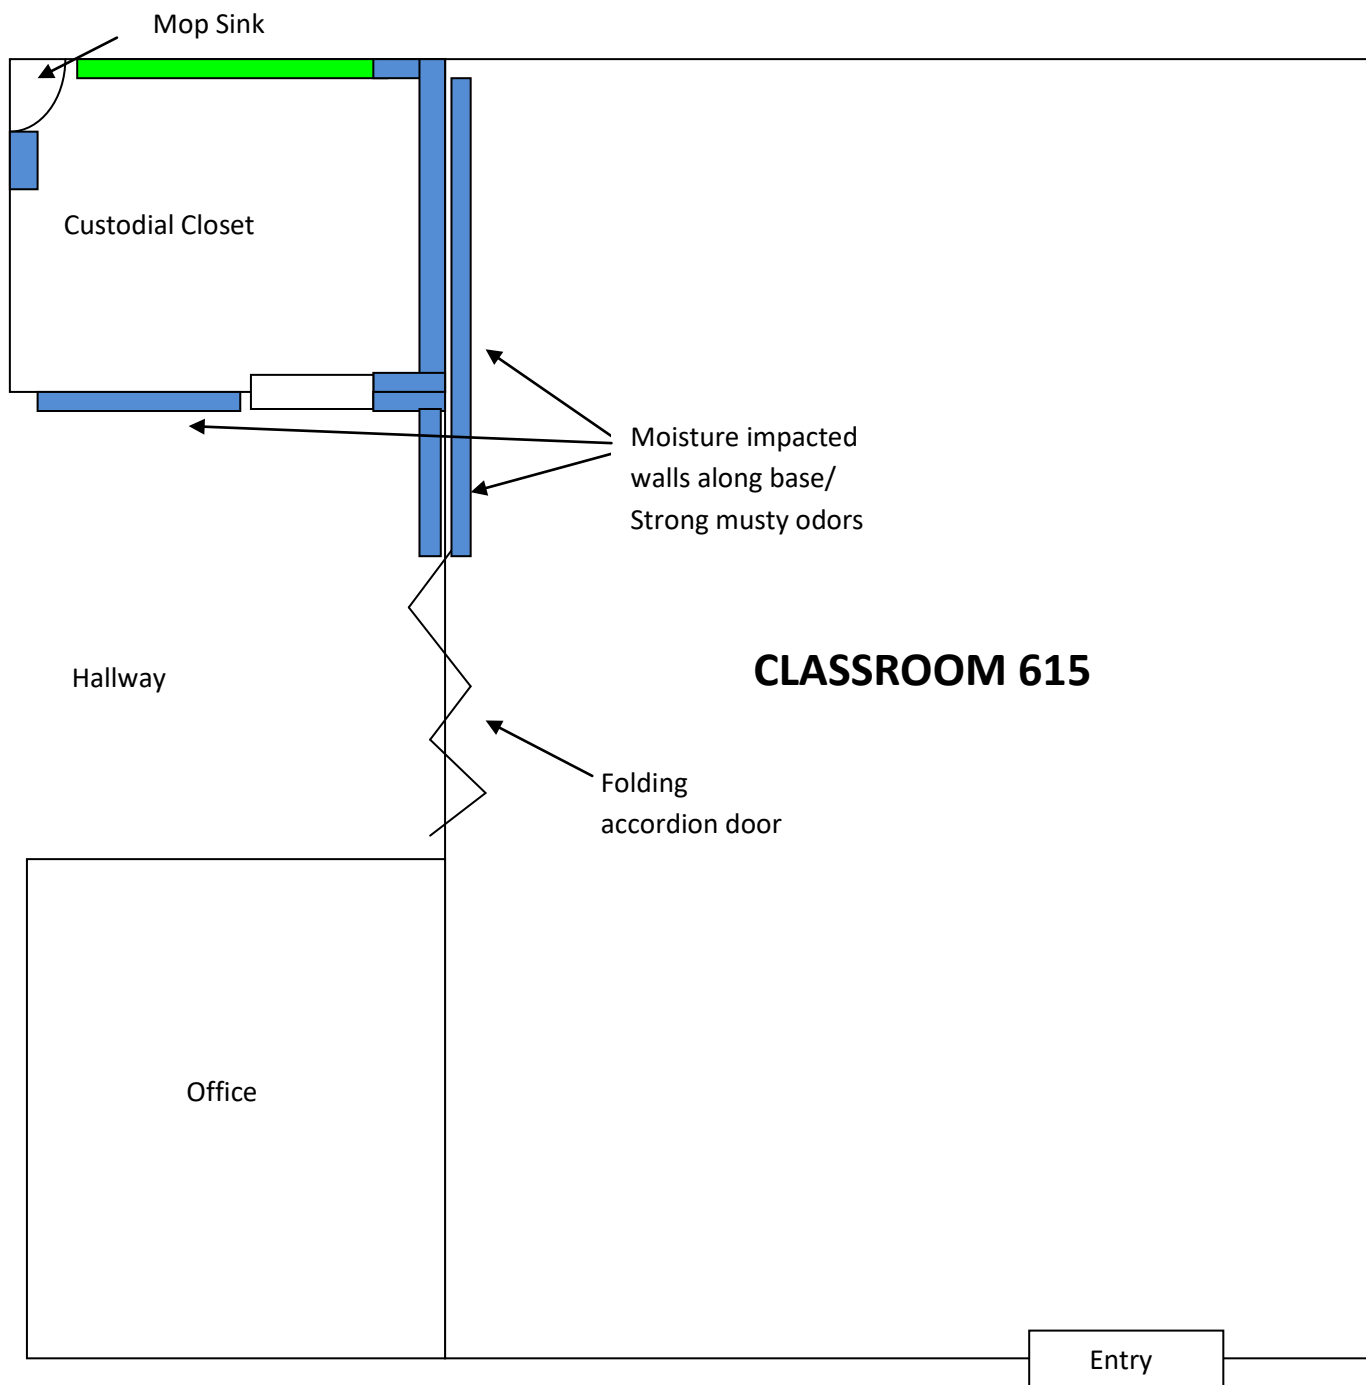 Mop Sink
Custodial Closet
Moisture impacted
walls along base/
Strong musty odors
Hallway
CLASSROOM 615
Folding
accordion door
Office
Entry